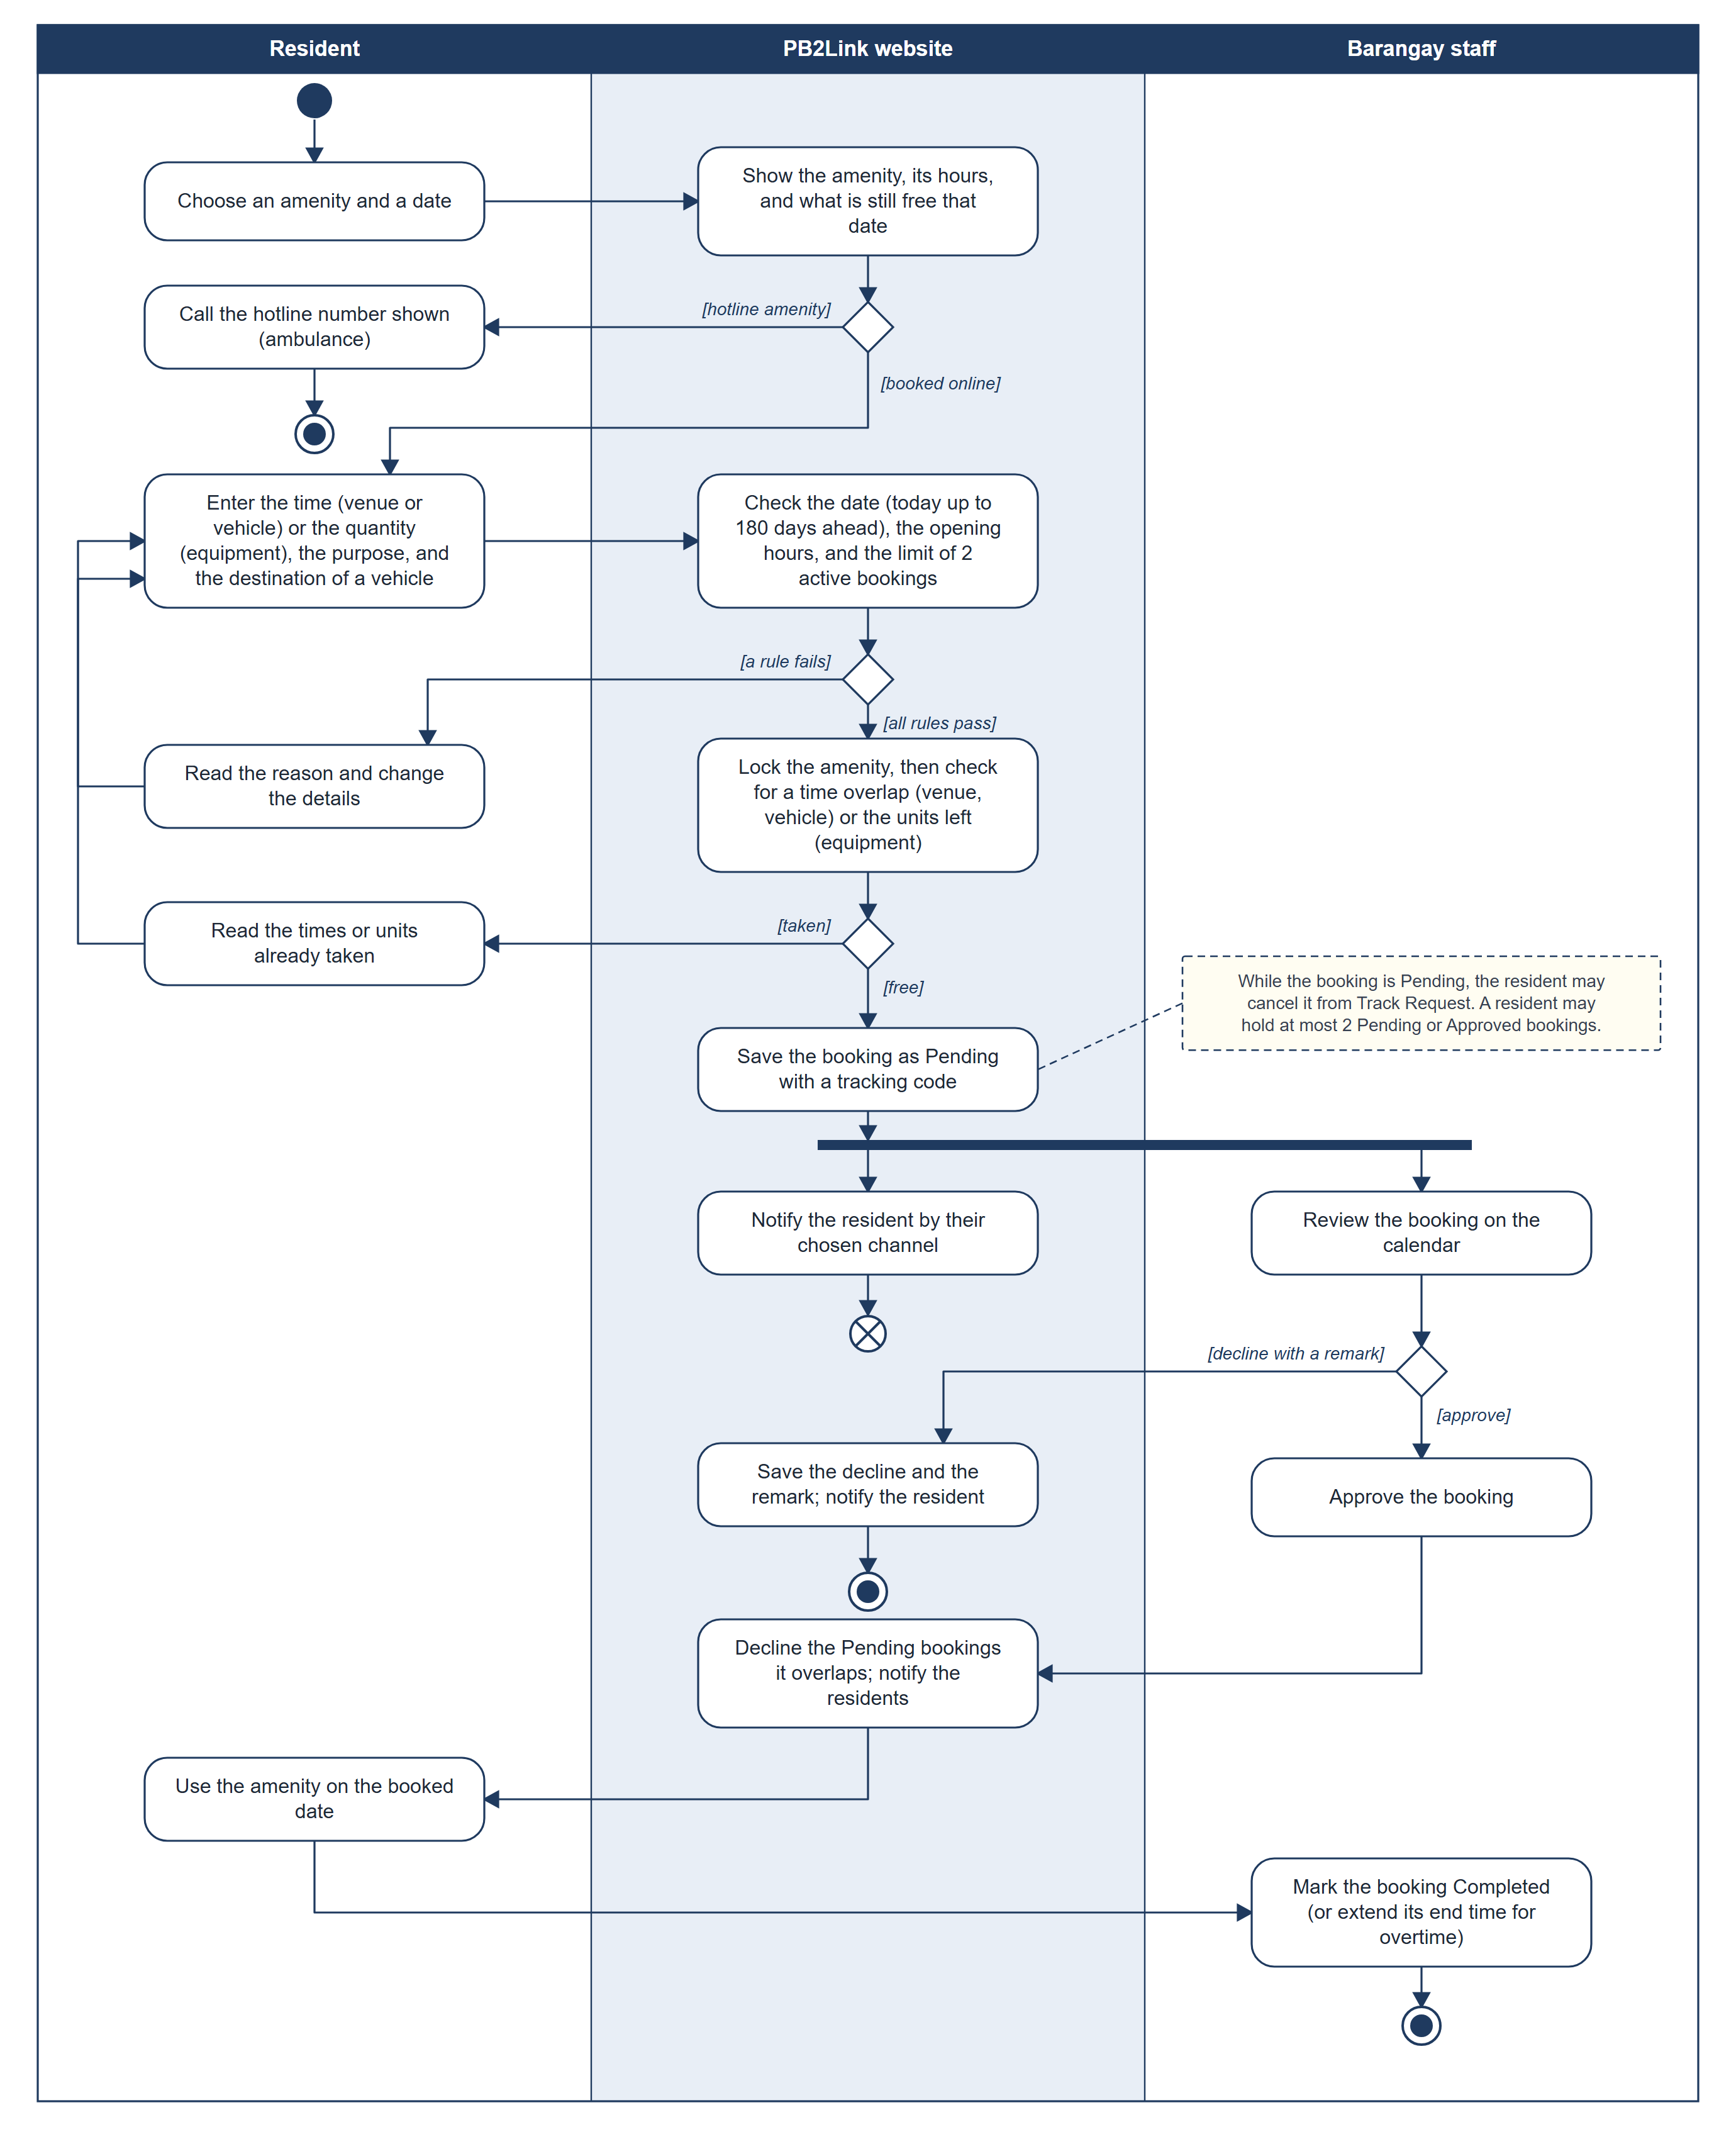 Resident
PB2Link website
Barangay staff
Choose an amenity and a date
Show the amenity, its hours,
and what is still free that
date
Call the hotline number shown
(ambulance)
[hotline amenity]
[booked online]
Enter the time (venue or
vehicle) or the quantity
(equipment), the purpose, and
the destination of a vehicle
Check the date (today up to
180 days ahead), the opening
hours, and the limit of 2
active bookings
[a rule fails]
[all rules pass]
Read the reason and change
the details
Lock the amenity, then check
for a time overlap (venue,
vehicle) or the units left
(equipment)
Read the times or units
already taken
[taken]
[free]
While the booking is Pending, the resident may
cancel it from Track Request. A resident may
hold at most 2 Pending or Approved bookings.
Save the booking as Pending
with a tracking code
Notify the resident by their
chosen channel
Review the booking on the
calendar
[decline with a remark]
[approve]
Save the decline and the
remark; notify the resident
Approve the booking
Decline the Pending bookings
it overlaps; notify the
residents
Use the amenity on the booked
date
Mark the booking Completed
(or extend its end time for
overtime)